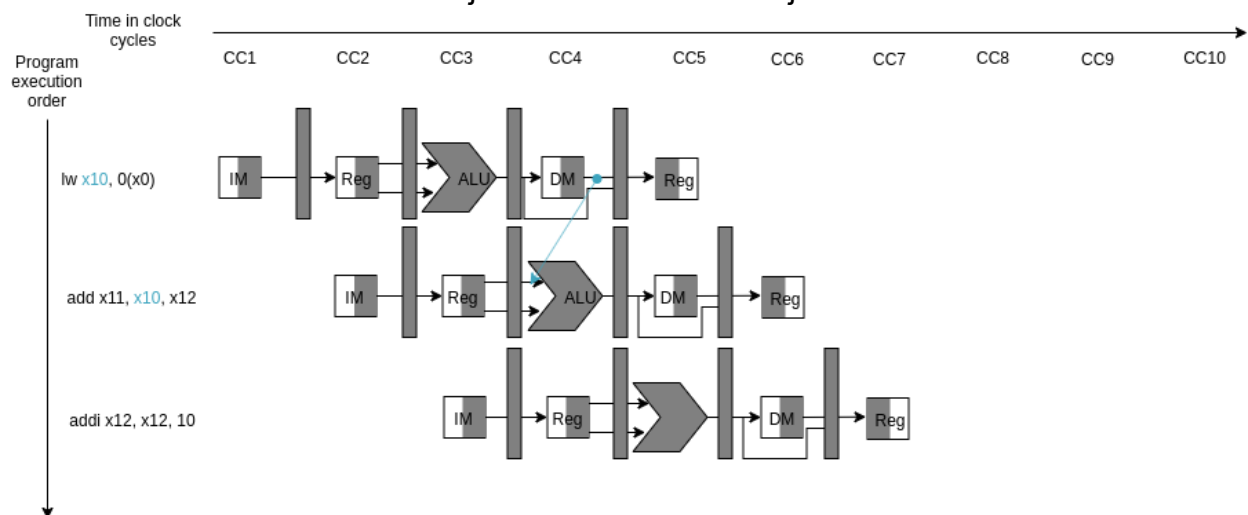 Time in clock
cycles
CC1 CC2 CC3 CC4 CC5 CC6 CC7 CC8 CC9 CC10
Program
execution
order
lw x10, 0(x0)
IM Reg ALU DM Reg
add x11, x10, x12
IM Reg ALU DM Reg
addi x12, x12, 10
IM Reg DM Reg